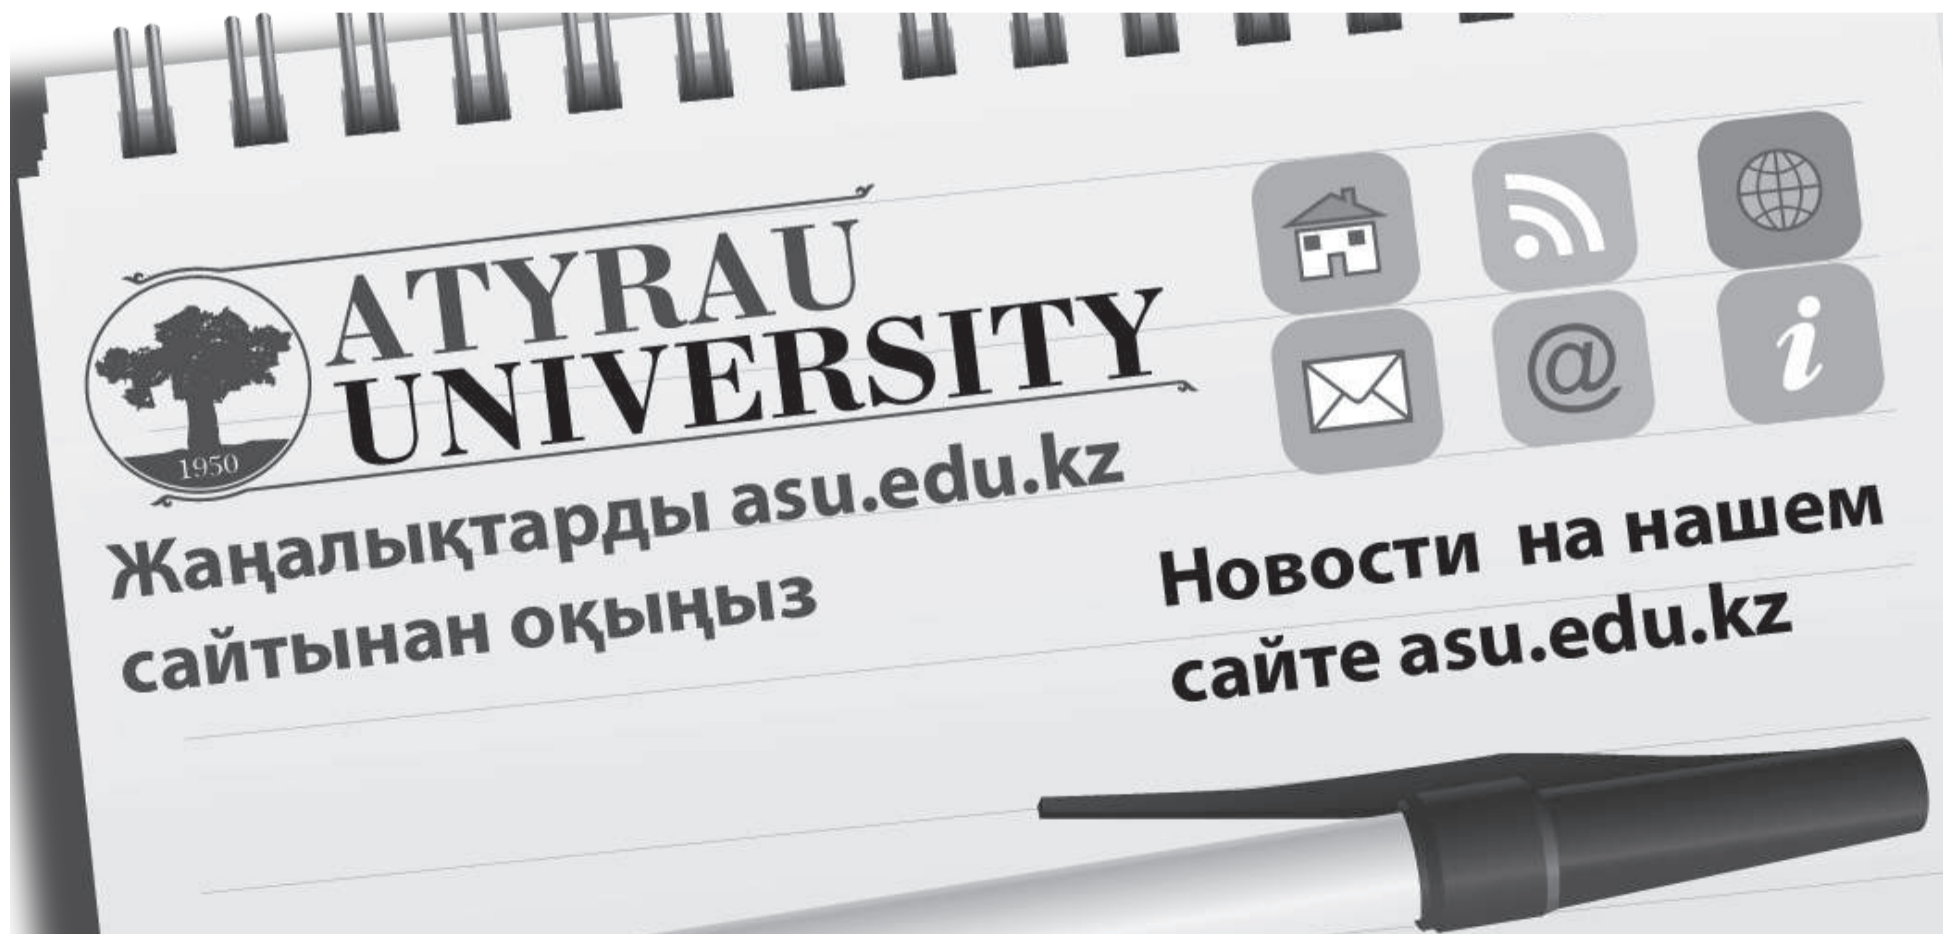 ATYRAU
UNIVERSITY
1950
Жаңалықтарды asu.edu.kz
сайтынан оқыңыз
Новости на нашем
сайте asu.edu.kz